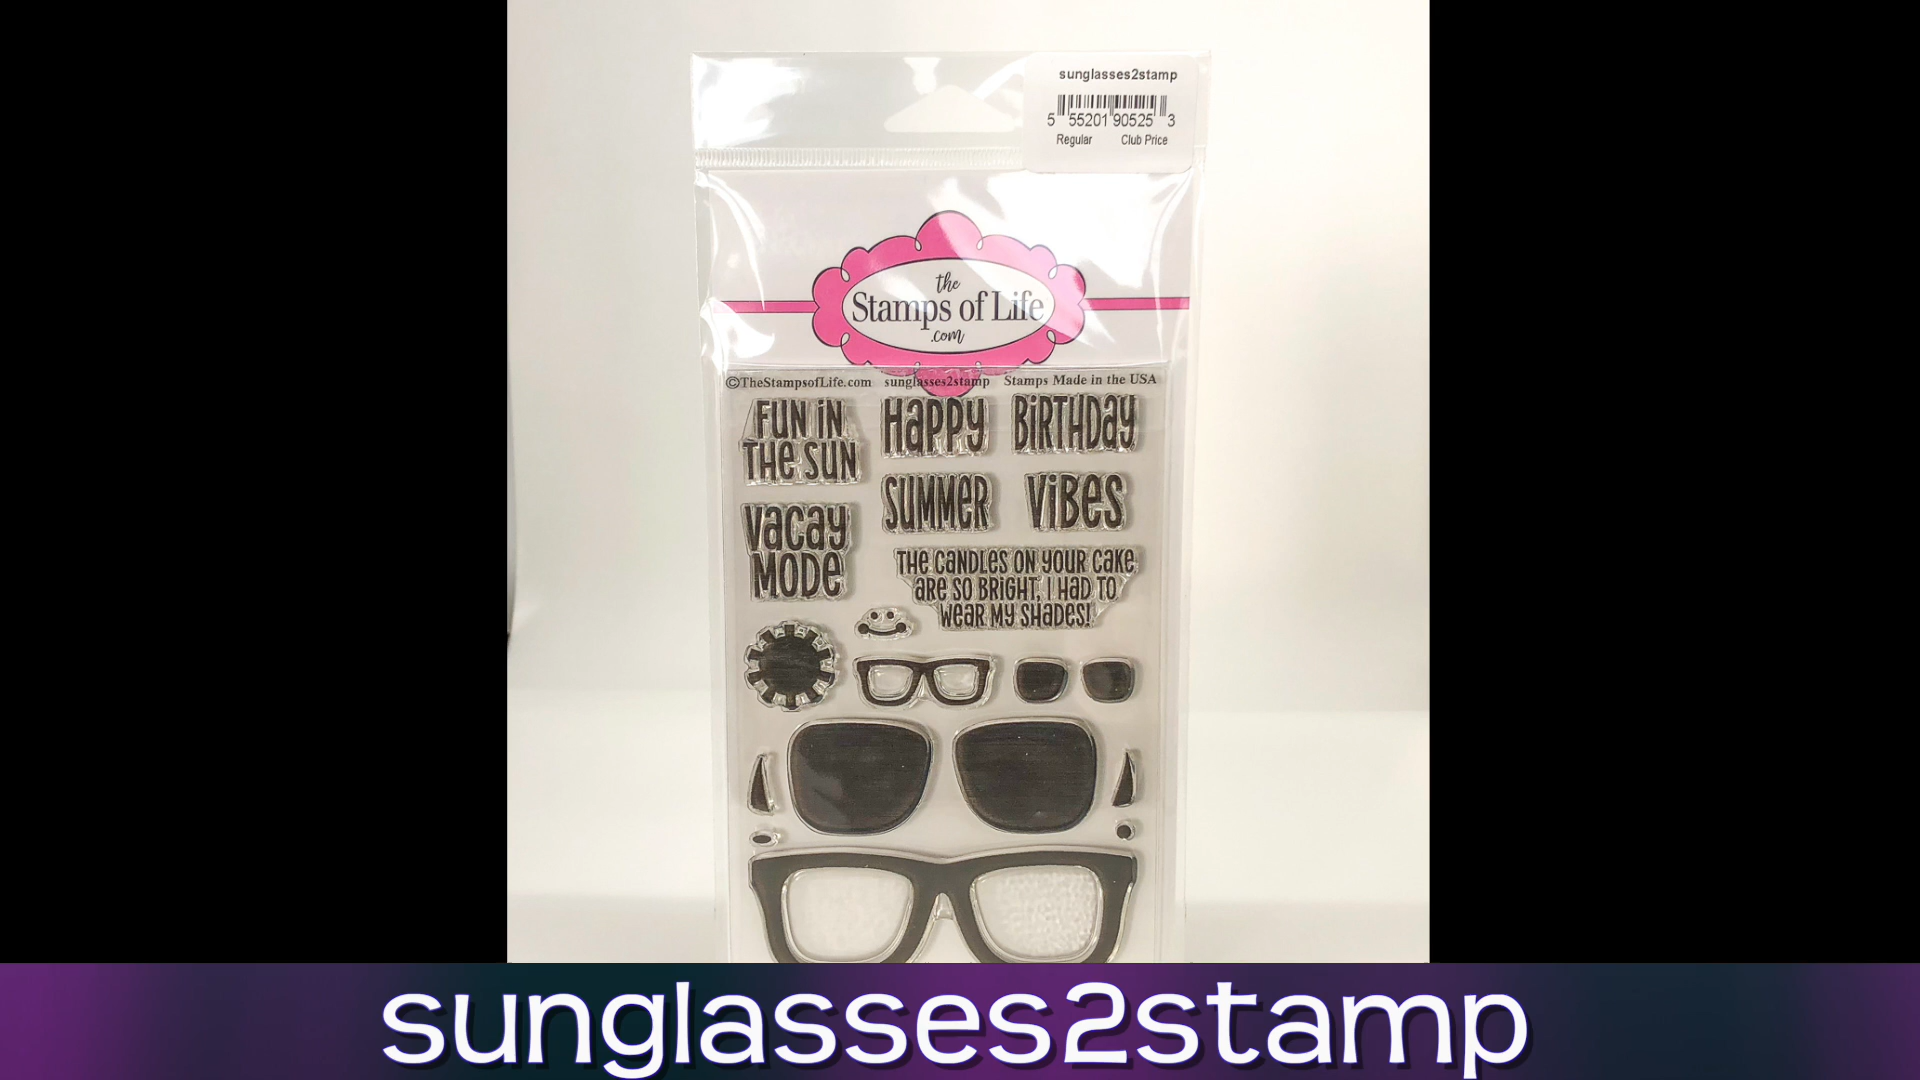 sunglasses2stamp
5 55201 90525 3
Regular Club Price
the
Stamps of Life
.com
©TheStampsofLife.com sunglasses2stamp Stamps Made in the USA
FUN iN
THE SUN
HaPPY
BiRTHDay
SUMMER
ViBES
Vacay
MODe
THE CaNDLES ON yOUR CaKE
aRE SO BRiGHT, I HaD TO
WEaR My SHaDES!
sunglasses2stamp